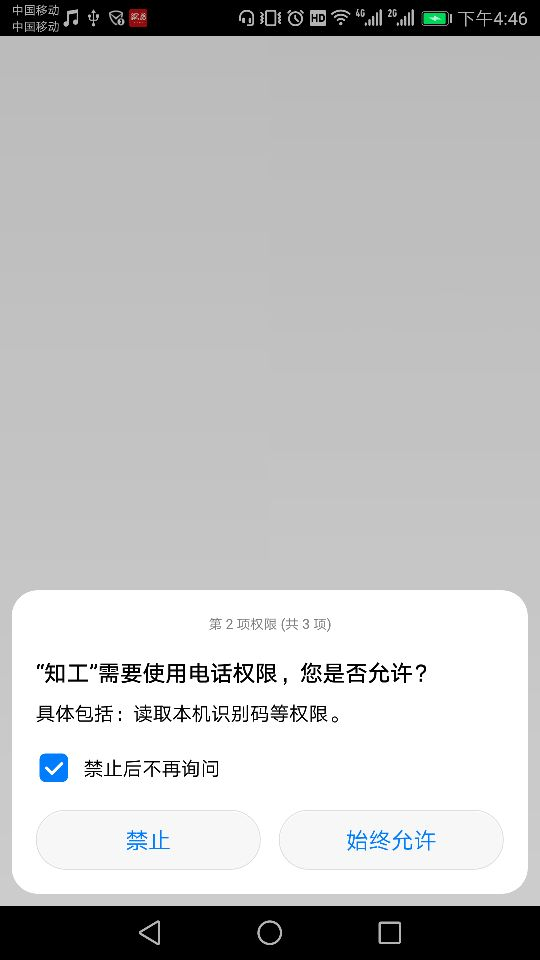 中国移动
中国移动
HD
4G
2G
下午4:46
第 2 项权限 (共 3 项)
“知工”需要使用电话权限，您是否允许？
具体包括：读取本机识别码等权限。
禁止后不再询问
禁止
始终允许